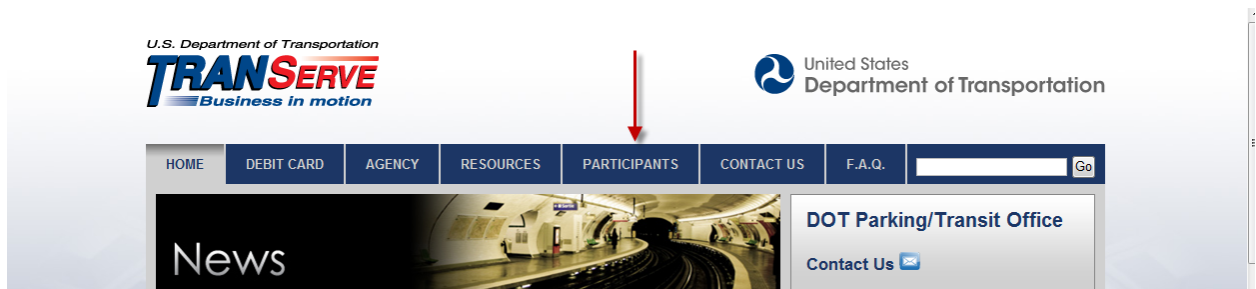 U.S. Department of Transportation
TRANSERVE
Business in motion
United States
Department of Transportation
HOME DEBIT CARD AGENCY RESOURCES PARTICIPANTS CONTACT US F.A.Q. Go
News
DOT Parking/Transit Office
Contact Us